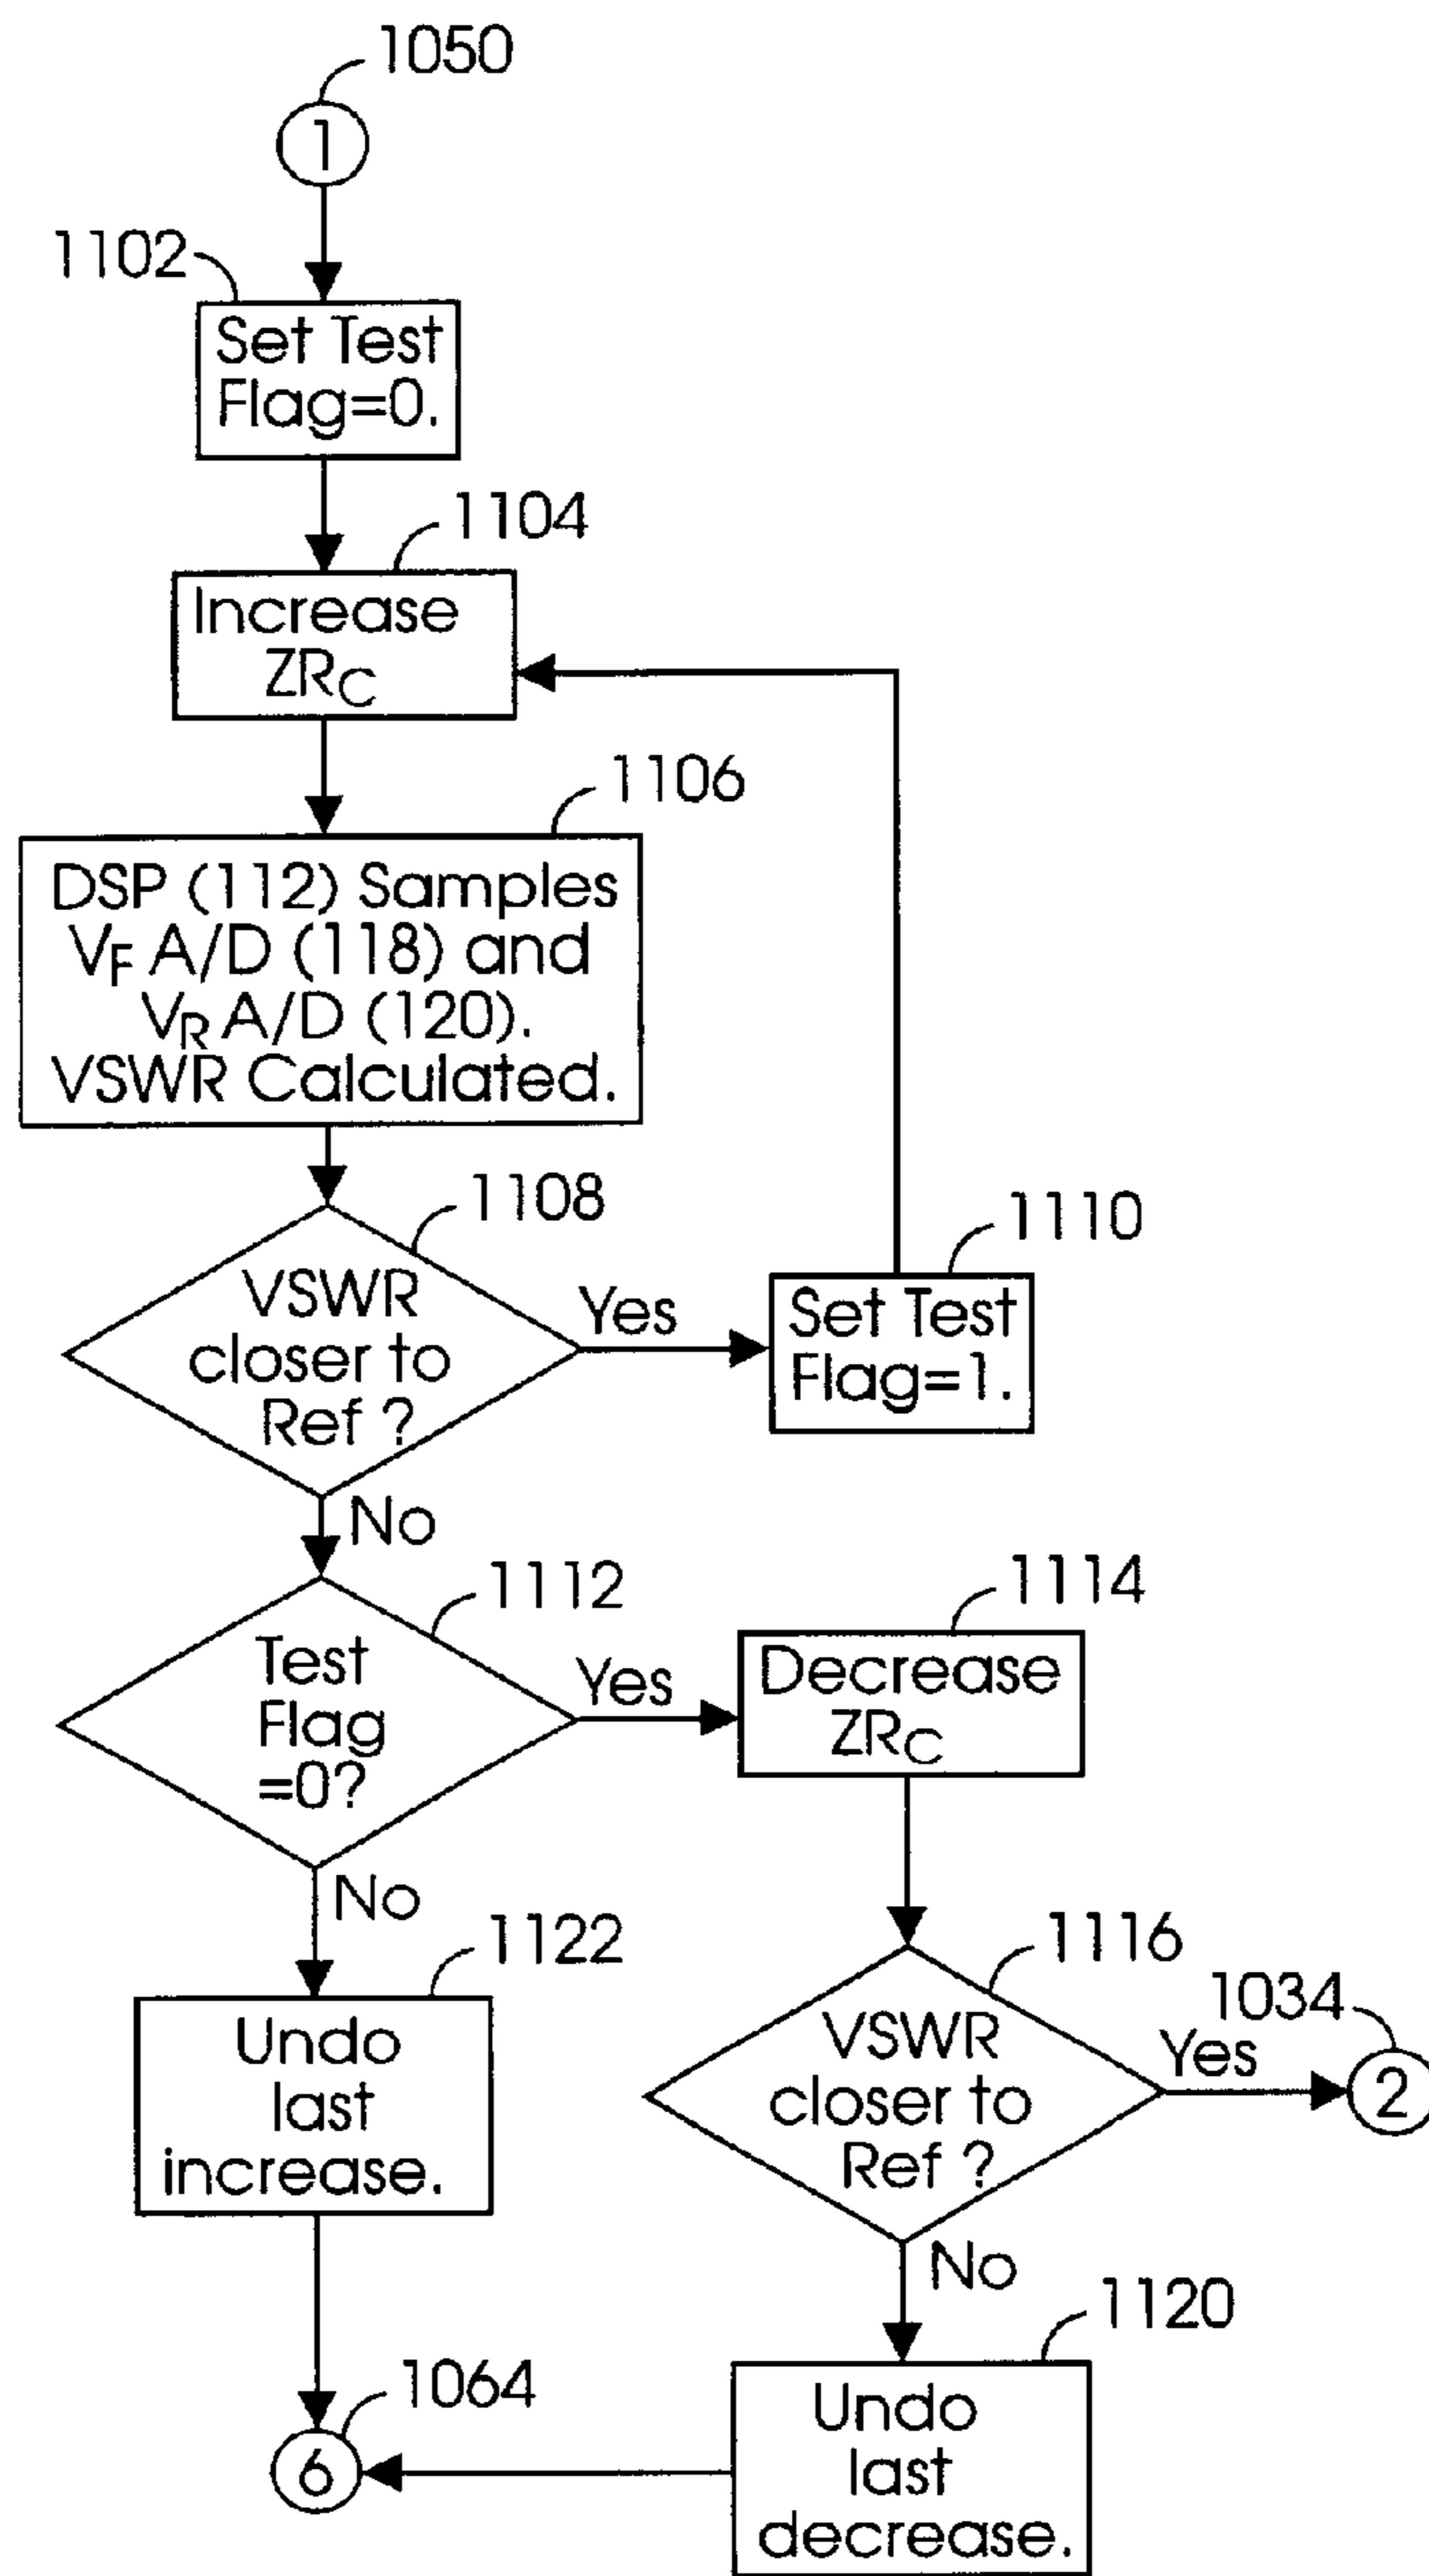 1050
1
1102
Set Test
Flag=0.
1104
Increase
ZRC
1106
DSP (112) Samples
VF A/D (118) and
VR A/D (120).
VSWR Calculated.
1108
VSWR
closer to
Ref ?
Yes
1110
Set Test
Flag=1.
No
1112
Test
Flag
=0?
Yes
1114
Decrease
ZRC
No
1122
Undo
last
increase.
1116
VSWR
closer to
Ref ?
Yes
1034
2
No
1120
Undo
last
decrease.
1064
6